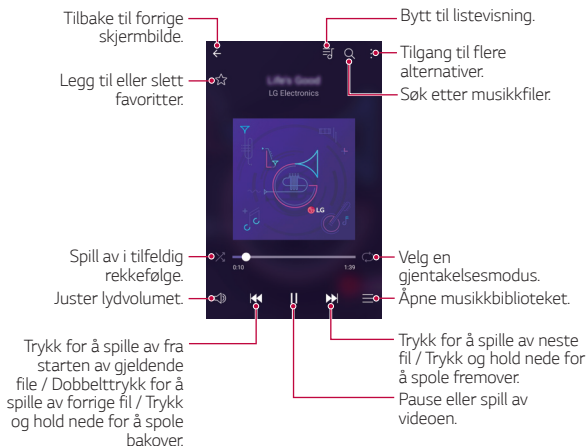 Tilbake til forrige
skjermbilde.
Legg til eller slett
favoritter.
Bytt til listevisning.
Tilgang til flere
alternativer.
Søk etter musikkfiler.
Life's Good
LG Electronics
LG
0:10
1:39
Spill av i tilfeldig
rekkefølge.
Juster lydvolumet.
Velg en
gjentakelsesmodus.
Åpne musikkbiblioteket.
Trykk for å spille av fra
starten av gjeldende
file / Dobbelttrykk for å
spille av forrige fil / Trykk
og hold nede for å spole
bakover.
Trykk for å spille av neste
fil / Trykk og hold nede for
å spole fremover.
Pause eller spill av
videoen.